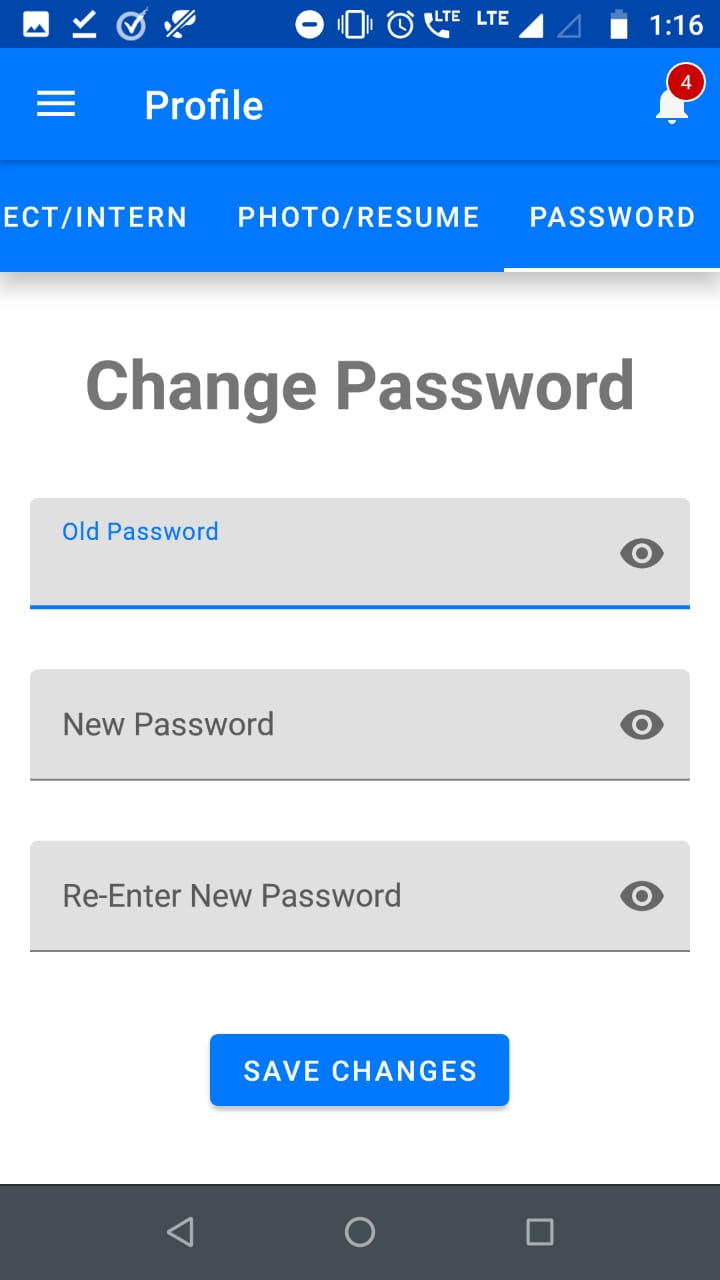 LTE LTE 1:16
Profile
4
ECT/INTERN PHOTO/RESUME PASSWORD
Change Password
Old Password
New Password
Re-Enter New Password
SAVE CHANGES